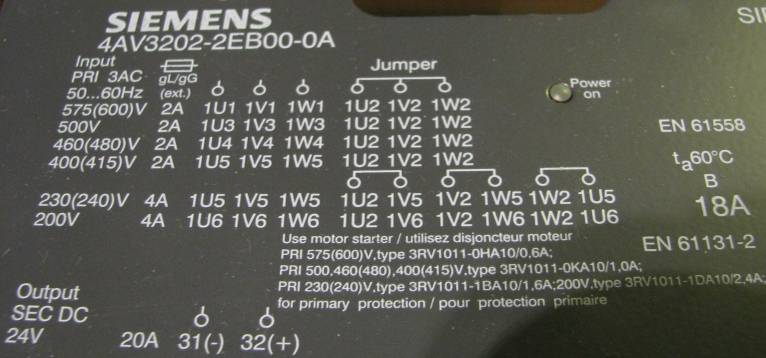 SIEMENS
4AV3202-2EB00-0A
Input
PRI 3AC
50...60Hz
gL/gG
(ext.)
Jumper
Power
on
575(600)V 2A 1U1 1V1 1W1 1U2 1V2 1W2
500V 2A 1U3 1V3 1W3 1U2 1V2 1W2
460(480)V 2A 1U4 1V4 1W4 1U2 1V2 1W2
400(415)V 2A 1U5 1V5 1W5 1U2 1V2 1W2
230(240)V 4A 1U5 1V5 1W5 1U2 1V5 1V2 1W5 1W2 1U5
200V 4A 1U6 1V6 1W6 1U2 1V6 1V2 1W6 1W2 1U6
EN 61558
ta60°C
B
18A
EN 61131-2
Use motor starter / utilisez disjoncteur moteur
PRI 575(600)V,type 3RV1011-0HA10/0,6A;
PRI 500,460(480),400(415)V,type 3RV1011-0KA10/1,0A;
PRI 230(240)V,type 3RV1011-1BA10/1,6A;200V,type 3RV1011-1DA10/2,4A;
for primary protection / pour protection primaire
Output
SEC DC
24V 20A 31(-) 32(+)